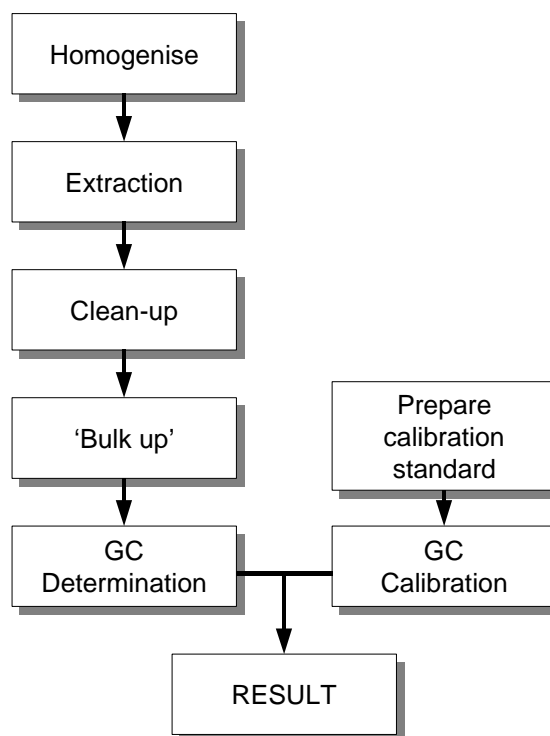 Homogenise
Extraction
Clean-up
‘Bulk up’
Prepare
calibration
standard
GC
Determination
GC
Calibration
RESULT